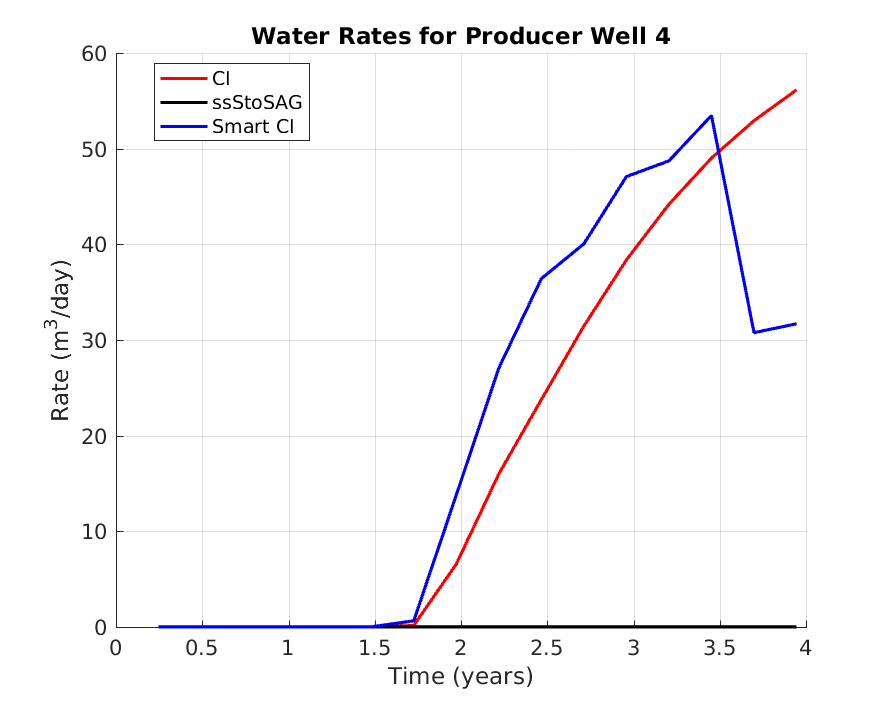 Water Rates for Producer Well 4
CI
ssStoSAG
Smart CI
60
50
40
30
20
10
0
Rate (m³/day)
0 0.5 1 1.5 2 2.5 3 3.5 4
Time (years)